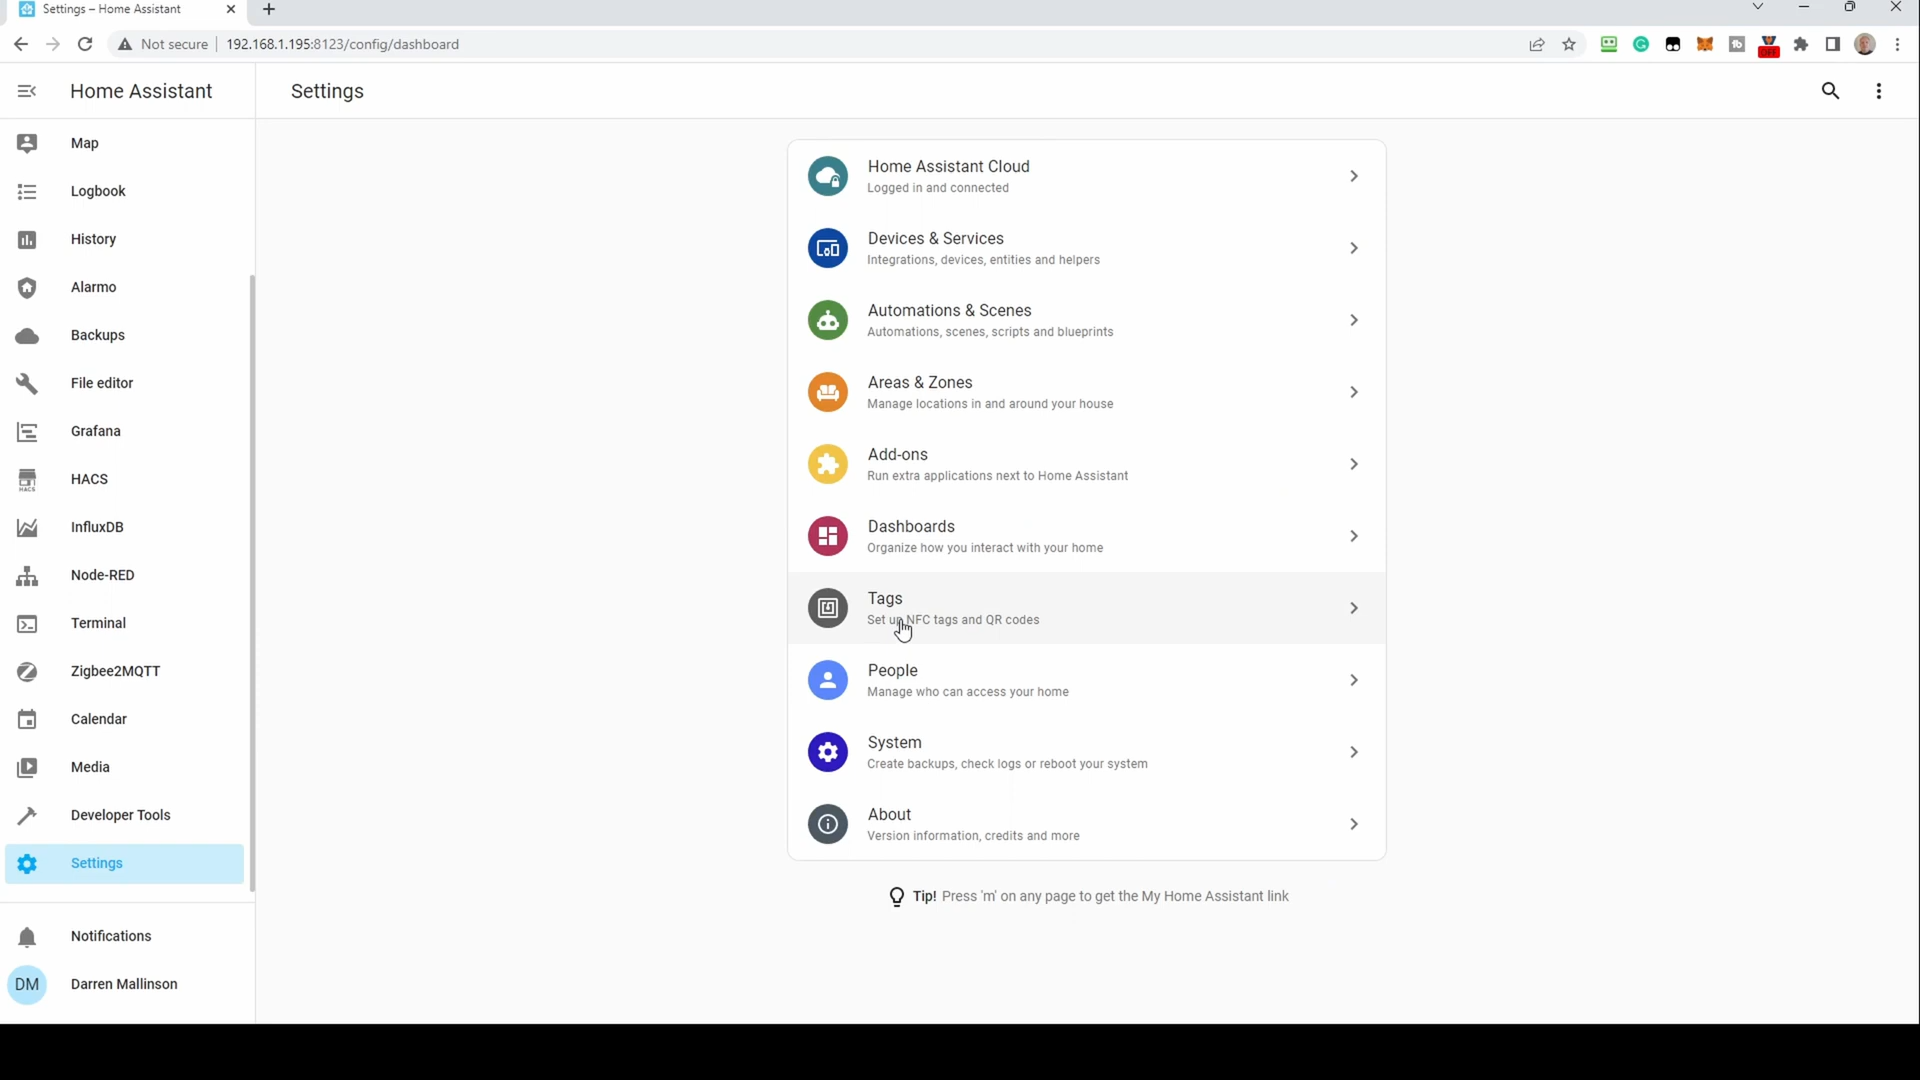 Settings – Home Assistant
Not secure
192.168.1.195:8123/config/dashboard
OFF
Home Assistant
Settings
Map
Logbook
History
Alarmo
Backups
File editor
Grafana
HACS
HACS
InfluxDB
Node-RED
Terminal
Zigbee2MQTT
Calendar
Media
Developer Tools
Settings
Notifications
DM
Darren Mallinson
Home Assistant Cloud
Logged in and connected
Devices & Services
Integrations, devices, entities and helpers
Automations & Scenes
Automations, scenes, scripts and blueprints
Areas & Zones
Manage locations in and around your house
Add-ons
Run extra applications next to Home Assistant
Dashboards
Organize how you interact with your home
Tags
Set up NFC tags and QR codes
People
Manage who can access your home
System
Create backups, check logs or reboot your system
About
Version information, credits and more
Tip! Press 'm' on any page to get the My Home Assistant link